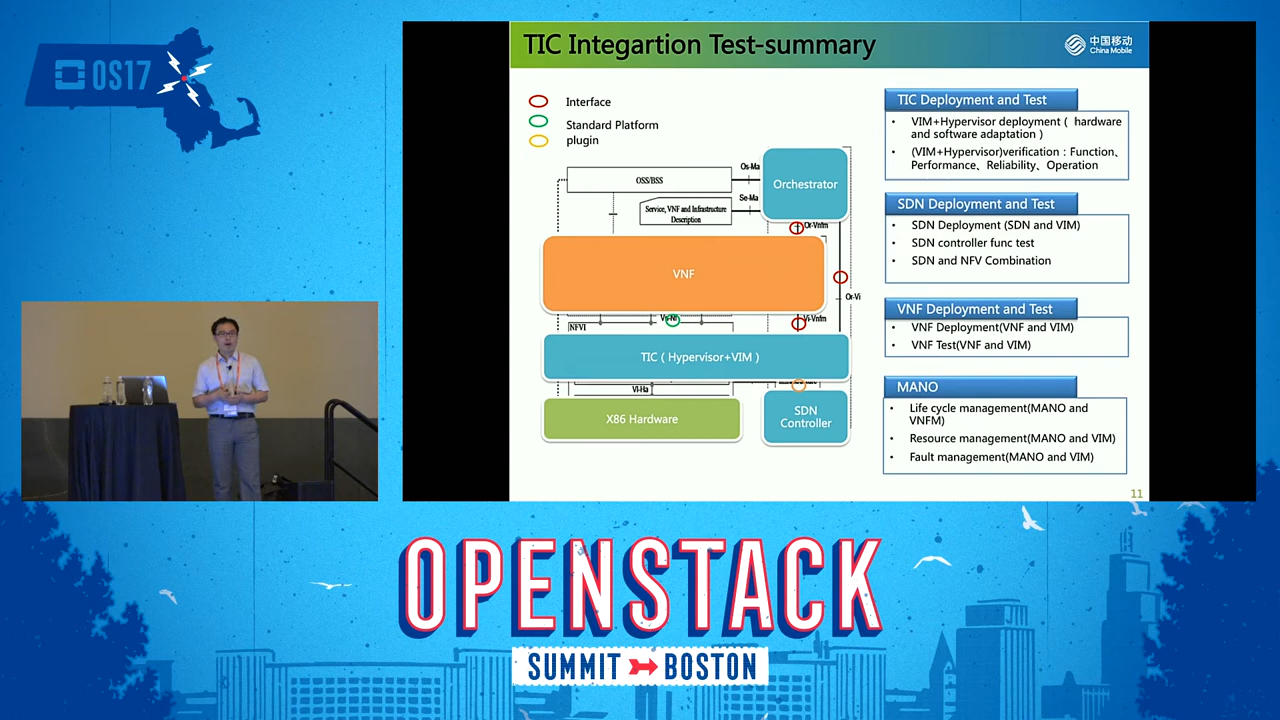 OS17
TIC Integartion Test-summary
中国移动
China Mobile
Interface
Standard Platform
plugin
OSS/BSS
Os-Ma
Orchestrator
Service, VNF and Infrastructure
Description
Se-Ma
Or-Vnfm
VNF
Or-Vi
NFVI
Vi-Vnfm
TIC ( Hypervisor+VIM )
Vl-Ha
X86 Hardware
SDN
Controller
TIC Deployment and Test
• VIM+Hypervisor deployment ( hardware
and software adaptation )
• (VIM+Hypervisor)verification : Function、
Performance、Reliability、Operation
SDN Deployment and Test
• SDN Deployment (SDN and VIM)
• SDN controller func test
• SDN and NFV Combination
VNF Deployment and Test
• VNF Deployment(VNF and VIM)
• VNF Test(VNF and VIM)
MANO
• Life cycle management(MANO and
VNFM)
• Resource management(MANO and VIM)
• Fault management(MANO and VIM)
11
OPENSTACK
SUMMIT BOSTON